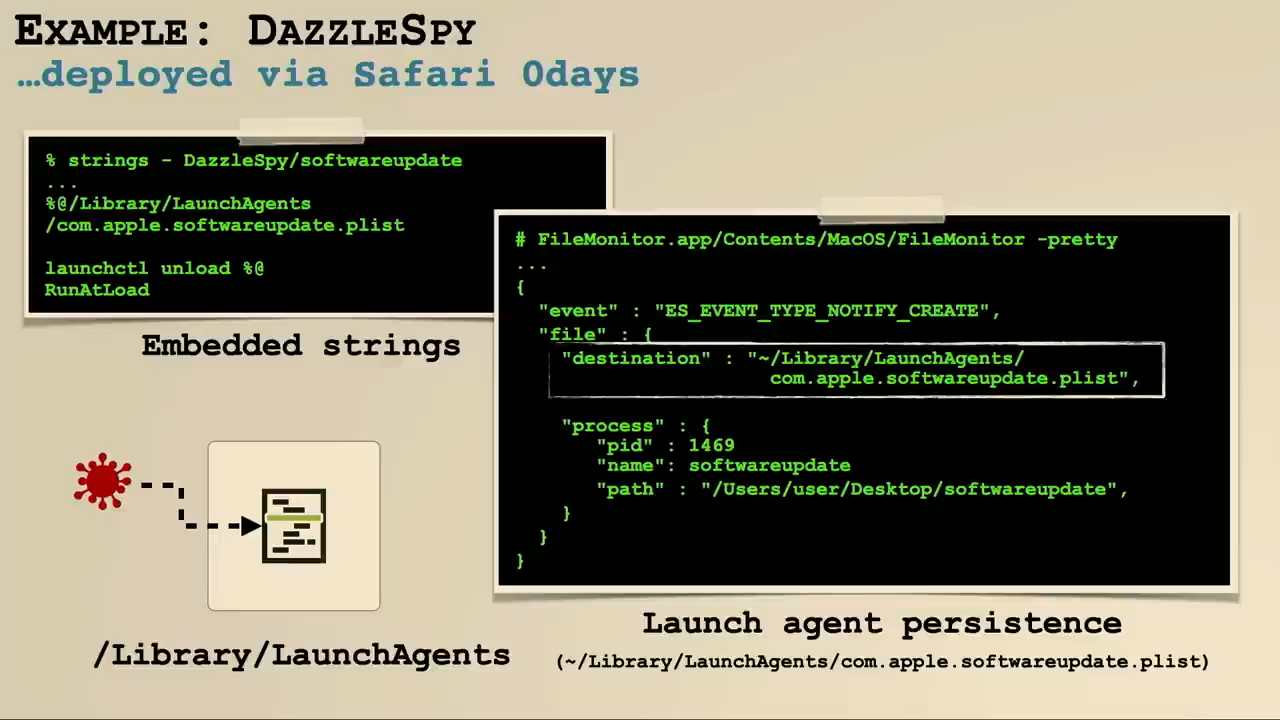 Example: DazzleSpy
…deployed via Safari 0days
% strings - DazzleSpy/softwareupdate
...
%@/Library/LaunchAgents
/com.apple.softwareupdate.plist
launchctl unload %@
RunAtLoad
Embedded strings
# FileMonitor.app/Contents/MacOS/FileMonitor -pretty
...
{
"event" : "ES_EVENT_TYPE_NOTIFY_CREATE",
"file" : {
"destination" : "~/Library/LaunchAgents/
com.apple.softwareupdate.plist",
"process" : {
"pid" : 1469
"name": softwareupdate
"path" : "/Users/user/Desktop/softwareupdate",
}
}
}
/Library/LaunchAgents
Launch agent persistence
(~/Library/LaunchAgents/com.apple.softwareupdate.plist)